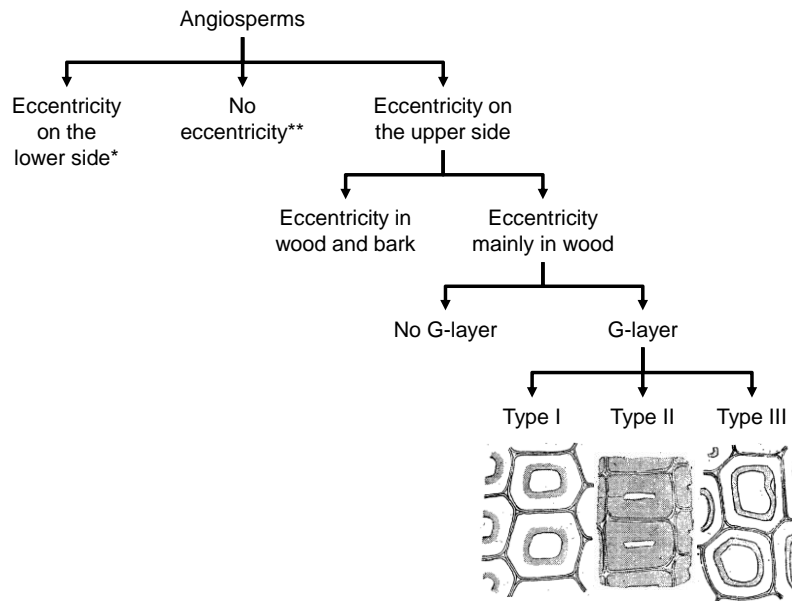 Angiosperms
Eccentricity
on the
lower side*
No
eccentricity**
Eccentricity on
the upper side
Eccentricity in
wood and bark
Eccentricity
mainly in wood
No G-layer
G-layer
Type I
Type II
Type III